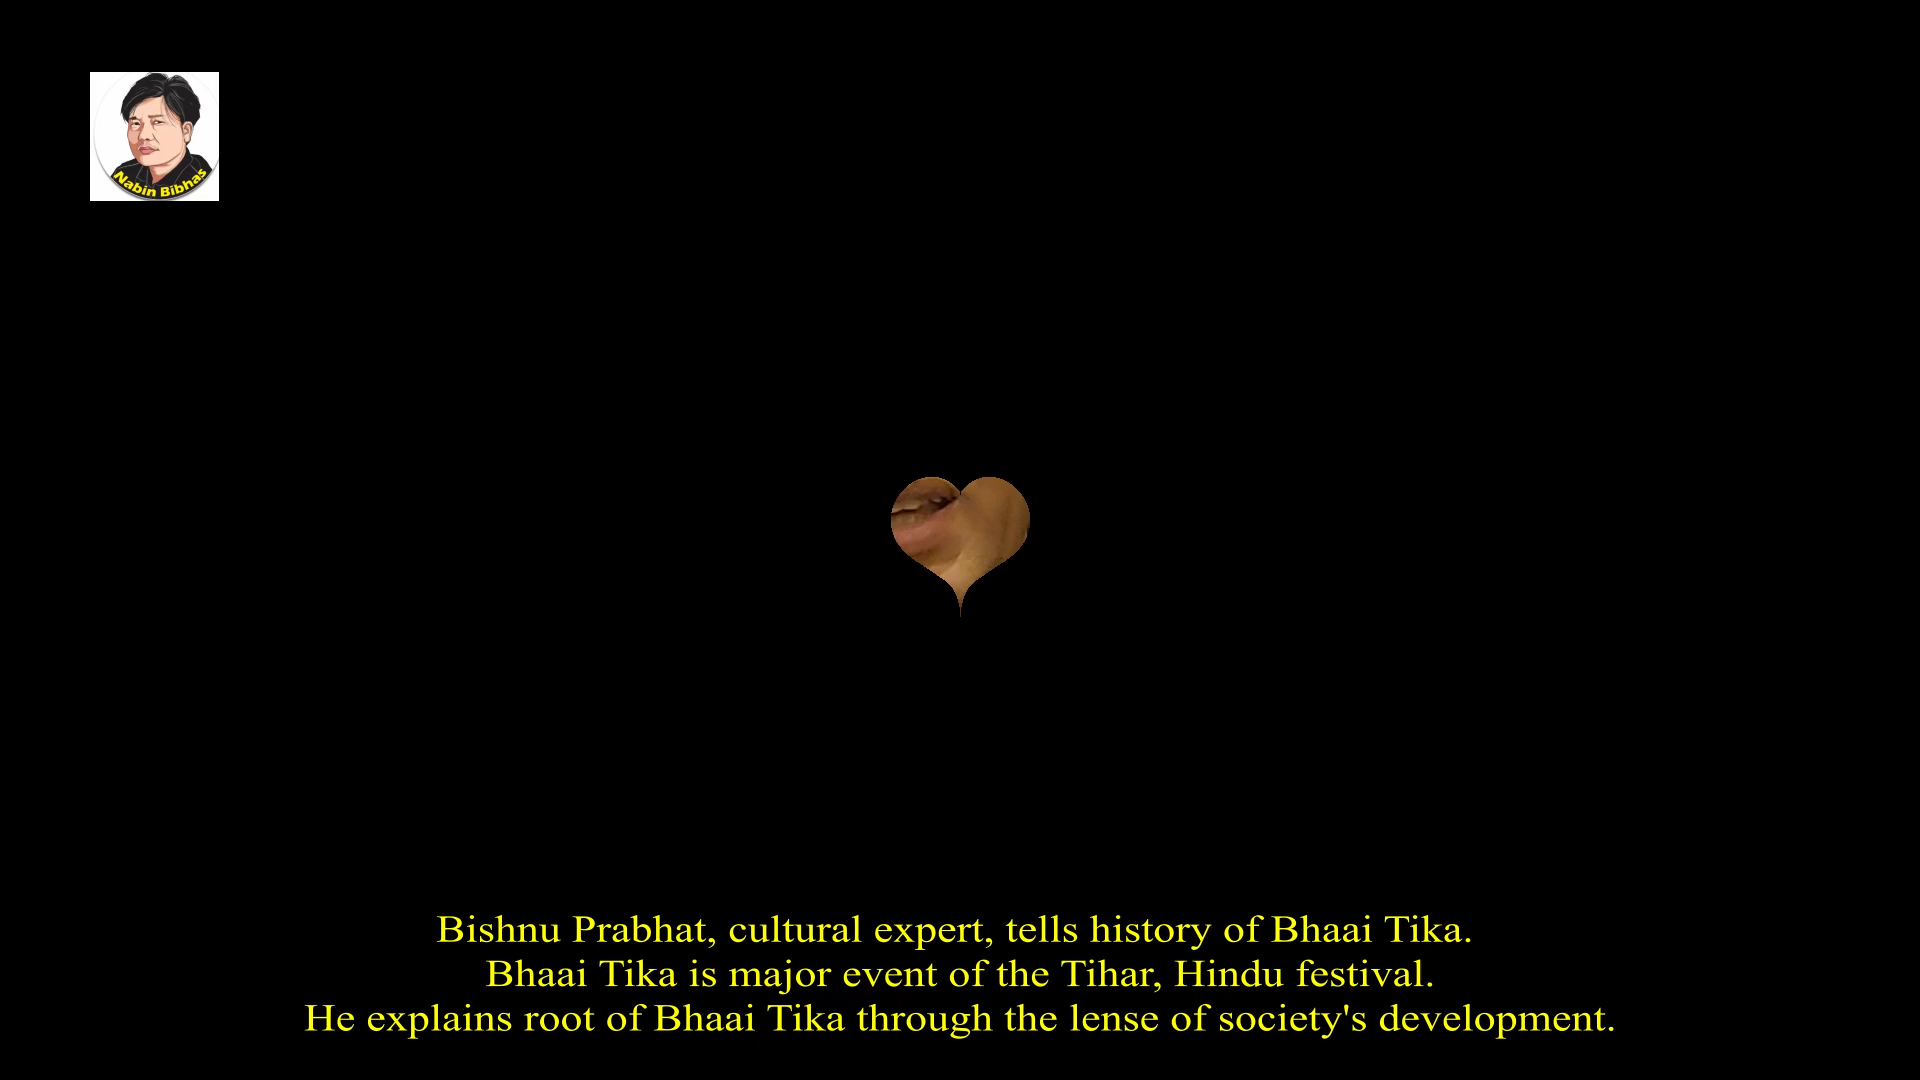 Nabin Bibhas
Bishnu Prabhat, cultural expert, tells history of Bhaai Tika.
Bhaai Tika is major event of the Tihar, Hindu festival.
He explains root of Bhaai Tika through the lense of society's development.